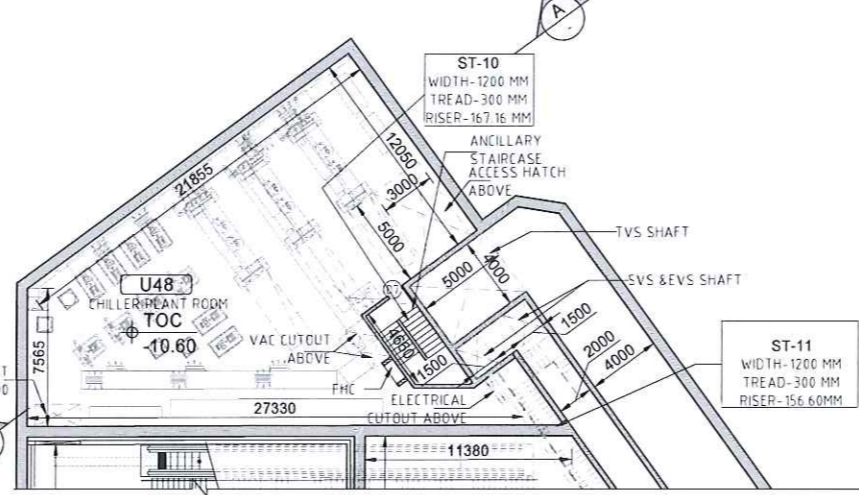 A
ST-10
WIDTH-1200 MM
TREAD-300 MM
RISER-167.16 MM
ANCILLARY
STAIRCASE
ACCESS HATCH
ABOVE
12050
3000
21855
5000
TVS SHAFT
4000
5000
SVS &EVS SHAFT
U48
CHILLER PLANT ROOM
TOC
-10.60
1500
2000
4000
ST-11
WIDTH-1200 MM
TREAD-300 MM
RISER-156.60MM
VAC CUTOUT
ABOVE
4650
1500
7565
FHC
ELECTRICAL
CUTOUT ABOVE
27330
11380